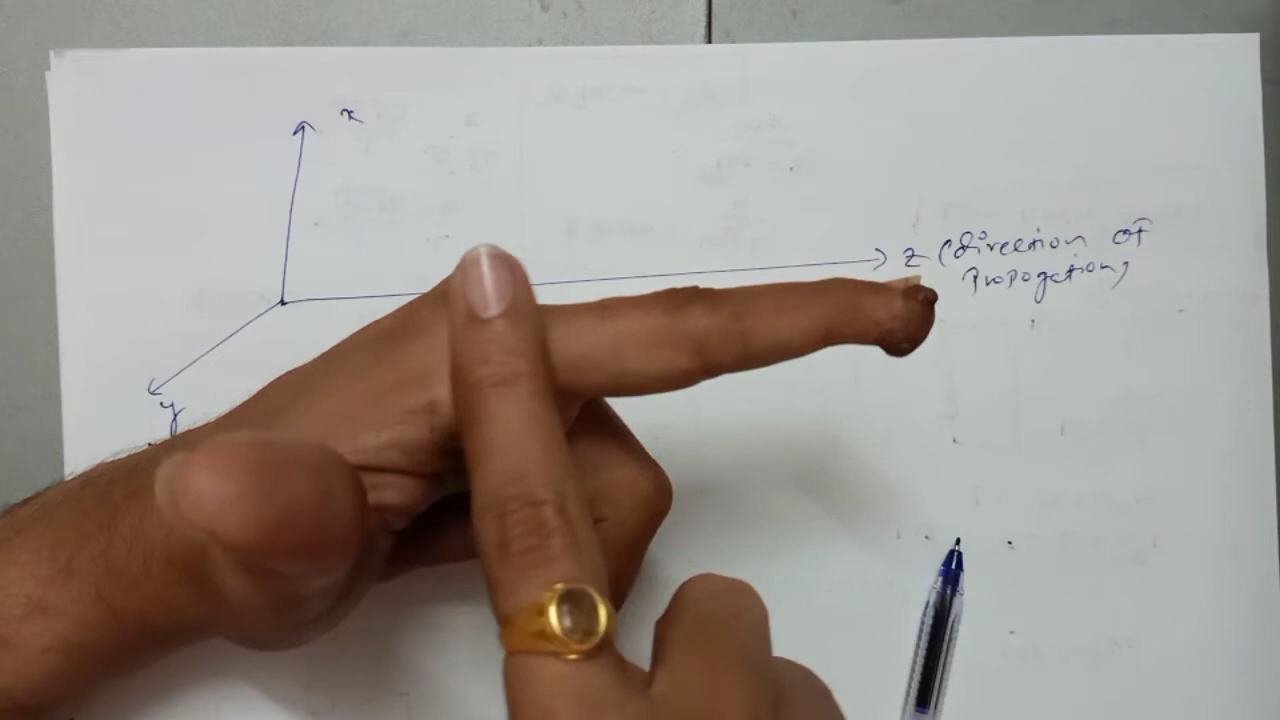 x
z (direction of
propogation)
y